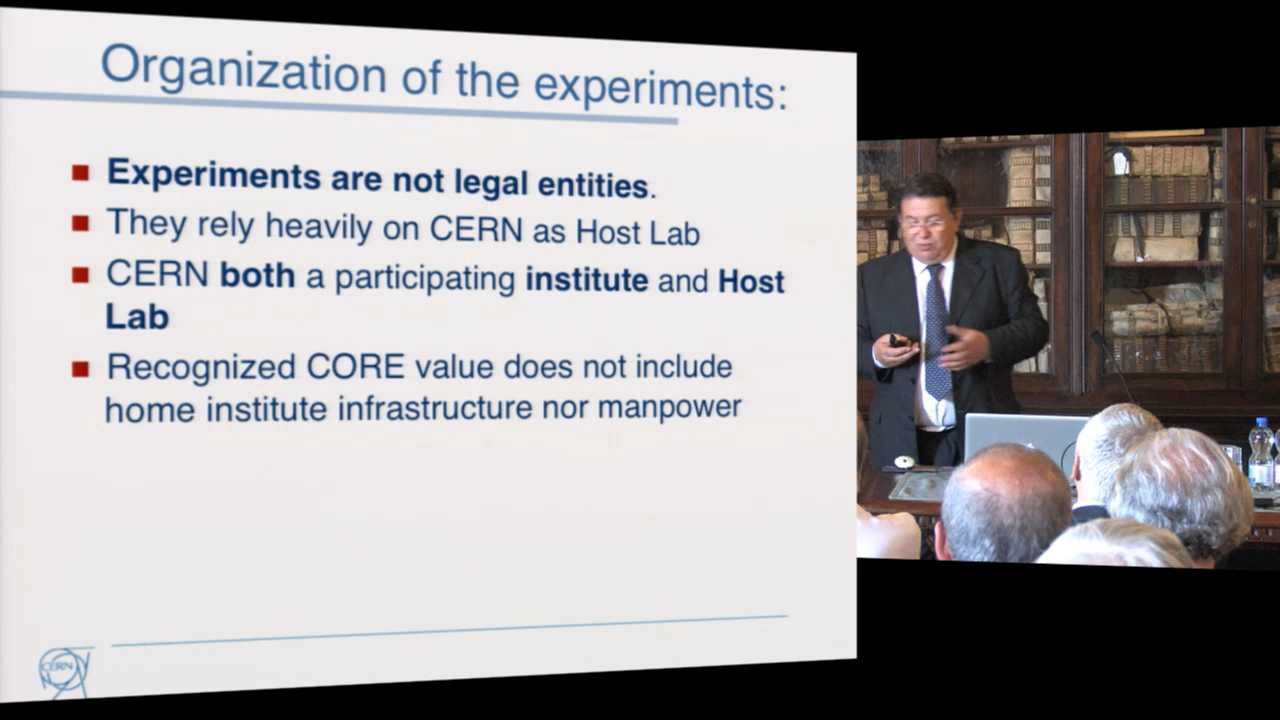 Organization of the experiments:
Experiments are not legal entities.
They rely heavily on CERN as Host Lab
CERN both a participating institute and Host
Lab
Recognized CORE value does not include
home institute infrastructure nor manpower
CERN